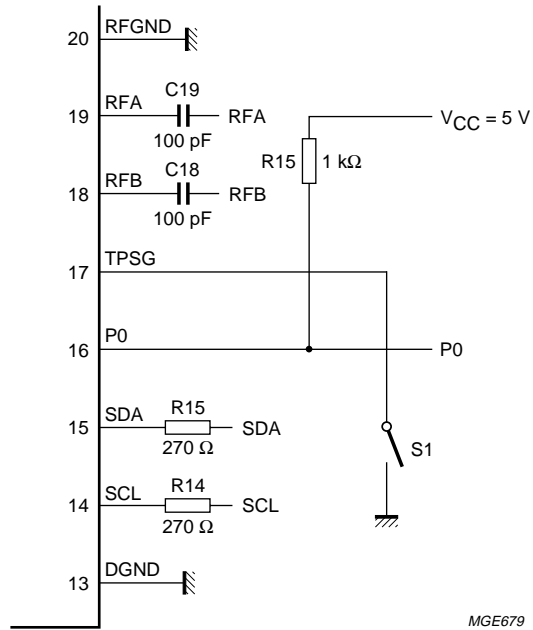 20 RFGND
C19
19 RFA RFA VCC = 5 V
100 pF
C18 R15 1 kΩ
18 RFB RFB
100 pF
17 TPSG
16 P0 P0
R15
15 SDA SDA
270 Ω S1
R14
14 SCL SCL
270 Ω
13 DGND
MGE679